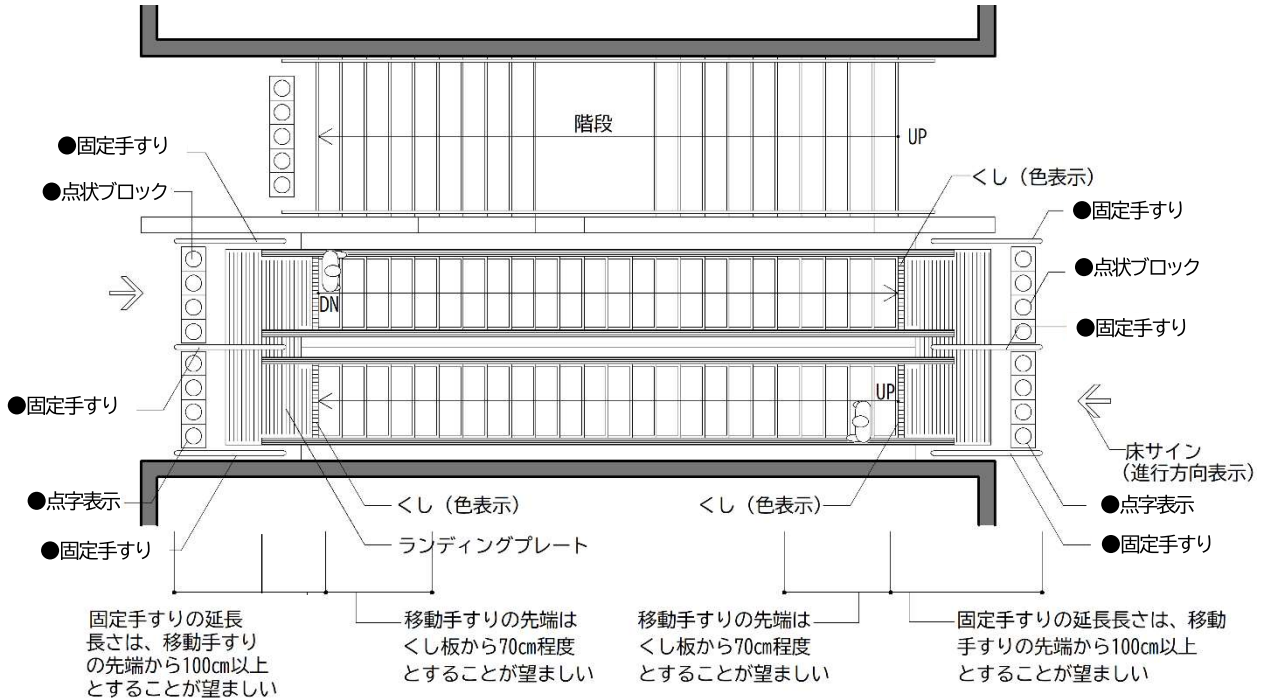 階段
UP
●固定手すり
くし（色表示）
●点状ブロック
●固定手すり
●点状ブロック
DN
●固定手すり
UP
●固定手すり
床サイン
（進行方向表示）
●点字表示
くし（色表示）
くし（色表示）
●点字表示
●固定手すり
ランディングプレート
●固定手すり
固定手すりの延長
長さは、移動手すり
の先端から100㎝以上
とすることが望ましい
移動手すりの先端は
くし板から70㎝程度
とすることが望ましい
移動手すりの先端は
くし板から70㎝程度
とすることが望ましい
固定手すりの延長長さは、移動
手すりの先端から100㎝以上
とすることが望ましい